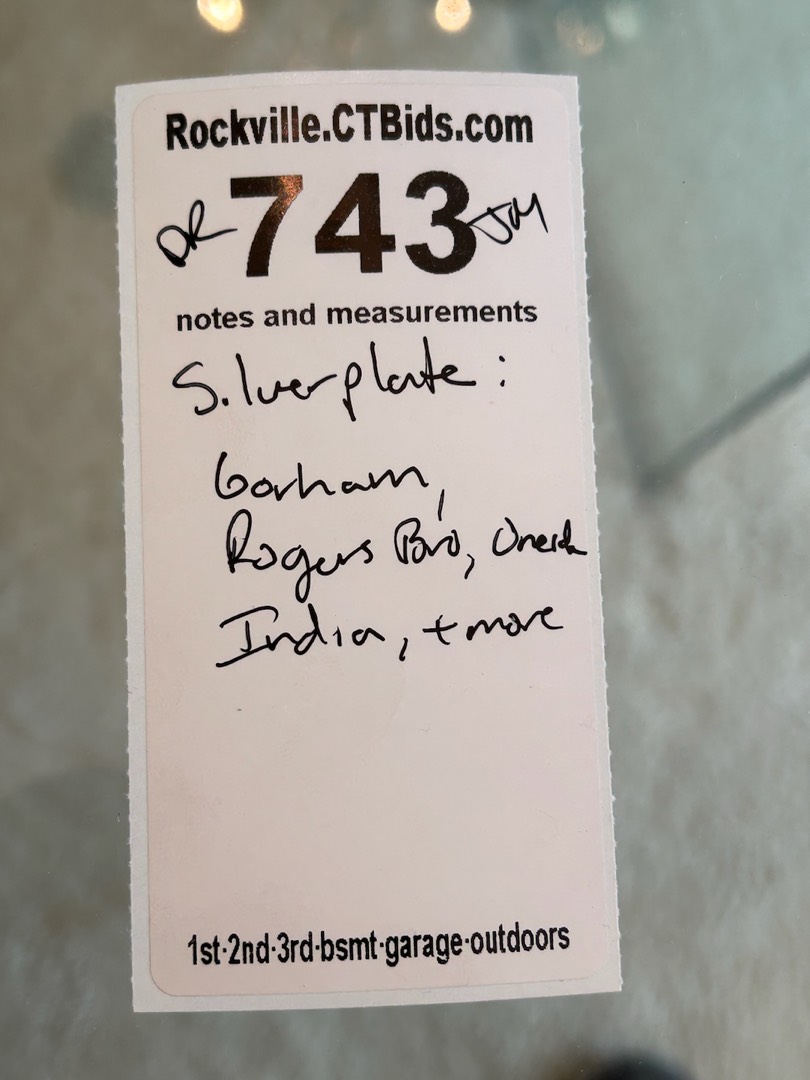 Rockville.CTBids.com
DR 743 JM
notes and measurements
Silverplate:
Gorham,
Rogers Bro, Oneida
India, + more
1st·2nd·3rd·bsmt·garage·outdoors